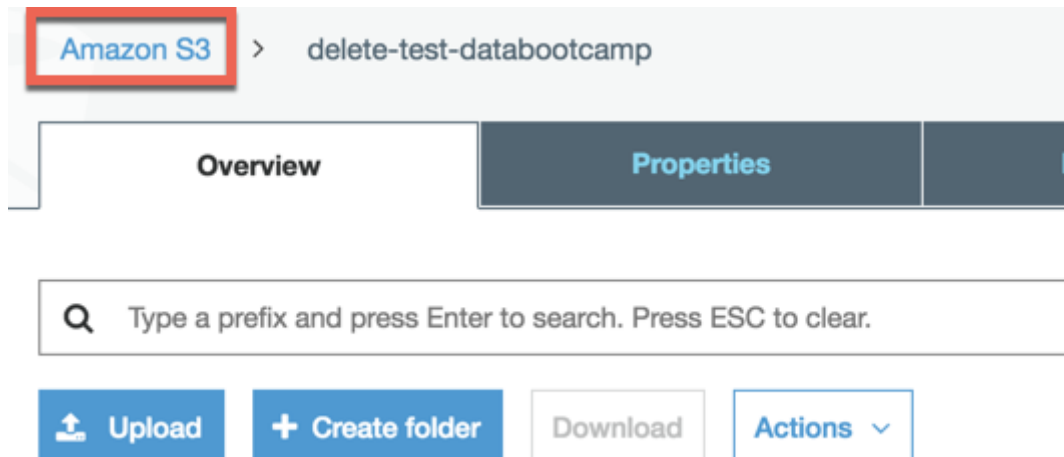 Amazon S3 > delete-test-databootcamp
Overview Properties
Type a prefix and press Enter to search. Press ESC to clear.
Upload + Create folder Download Actions